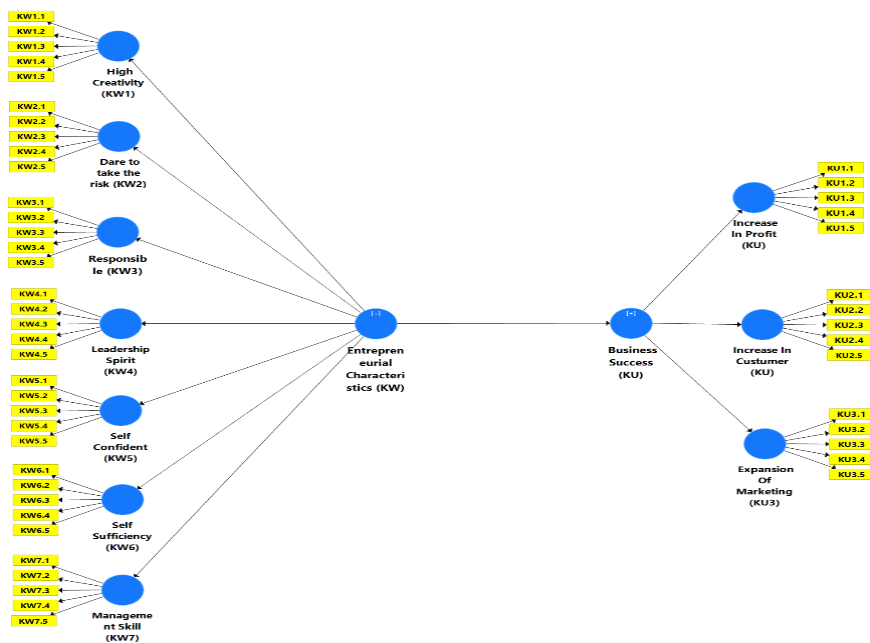 KW1.1
KW1.2
KW1.3
KW1.4
KW1.5
High
Creativity
(KW1)
KW2.1
KW2.2
KW2.3
KW2.4
KW2.5
Dare to
take the
risk (KW2)
KW3.1
KW3.2
KW3.3
KW3.4
KW3.5
Responsib
le (KW3)
KW4.1
KW4.2
KW4.3
KW4.4
KW4.5
Leadership
Spirit
(KW4)
KW5.1
KW5.2
KW5.3
KW5.4
KW5.5
Self
Confident
(KW5)
KW6.1
KW6.2
KW6.3
KW6.4
KW6.5
Self
Sufficiency
(KW6)
KW7.1
KW7.2
KW7.3
KW7.4
KW7.5
Manageme
nt Skill
(KW7)
[-]
Entrepren
eurial
Characteri
stics (KW)
[+]
Business
Success
(KU)
KU1.1
KU1.2
KU1.3
KU1.4
KU1.5
Increase
In Profit
(KU)
KU2.1
KU2.2
KU2.3
KU2.4
KU2.5
Increase In
Custumer
(KU)
KU3.1
KU3.2
KU3.3
KU3.4
KU3.5
Expansion
Of
Marketing
(KU3)